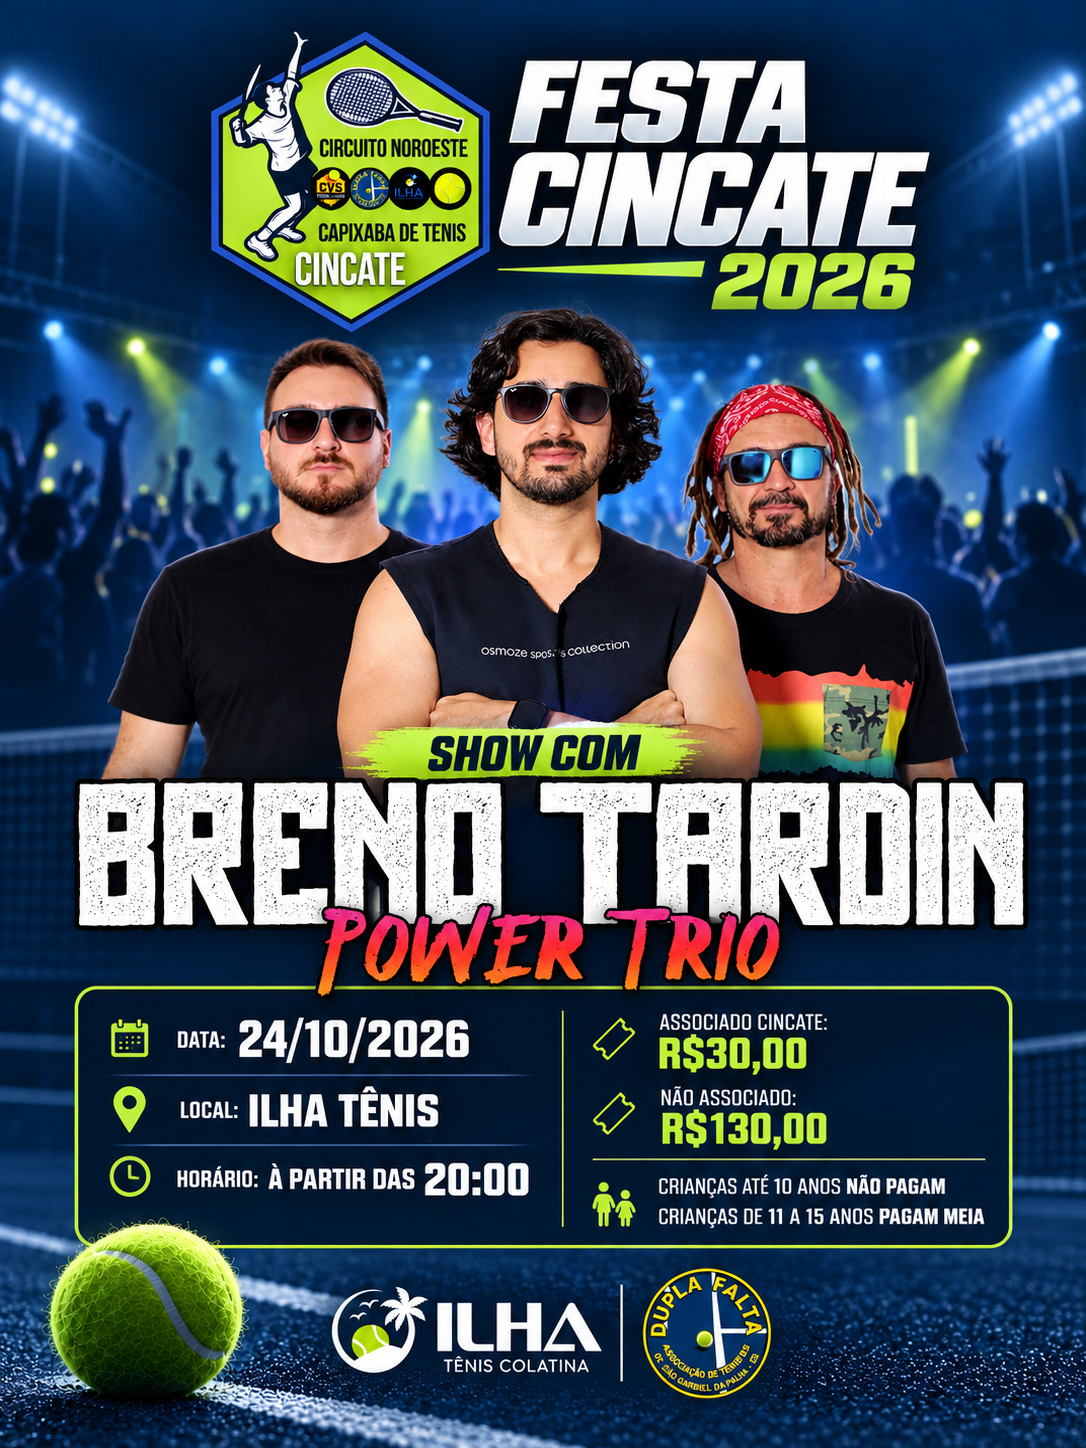 CIRCUITO NOROESTE
CVS
DUPLA FALTA
ILHA
CAPIXABA DE TENIS
CINCATE
FESTA
CINCATE
2026
osmoze
collection
SHOW COM
BRENO TARDIN
POWER TRIO
DATA: 24/10/2026
LOCAL: ILHA TÊNIS
HORÁRIO: À PARTIR DAS 20:00
ASSOCIADO CINCATE:
R$30,00
NÃO ASSOCIADO:
R$130,00
CRIANÇAS ATÉ 10 ANOS NÃO PAGAM
CRIANÇAS DE 11 A 15 ANOS PAGAM MEIA
ILHA
TÊNIS COLATINA
DUPLA FALTA
ASSOCIAÇÃO DE TENISTAS
DE SÃO GABRIEL DA PALHA - ES